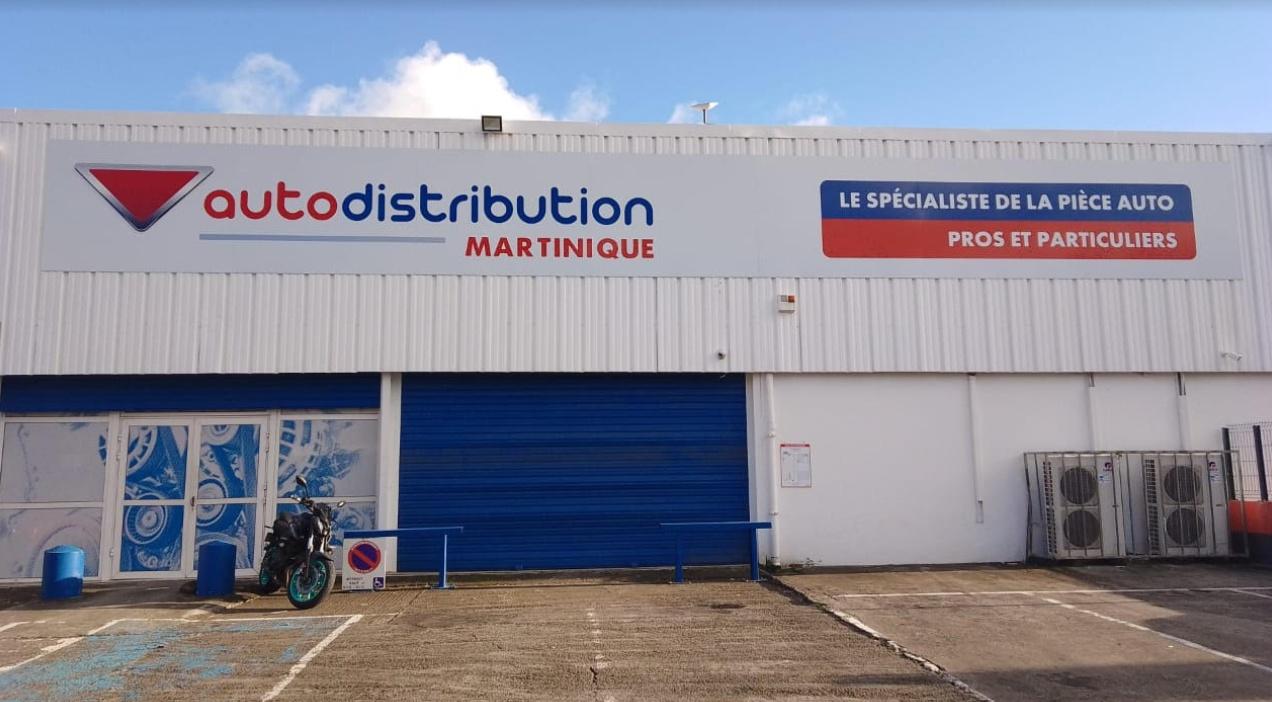 autodistribution
MARTINIQUE
LE SPÉCIALISTE DE LA PIÈCE AUTO
PROS ET PARTICULIERS